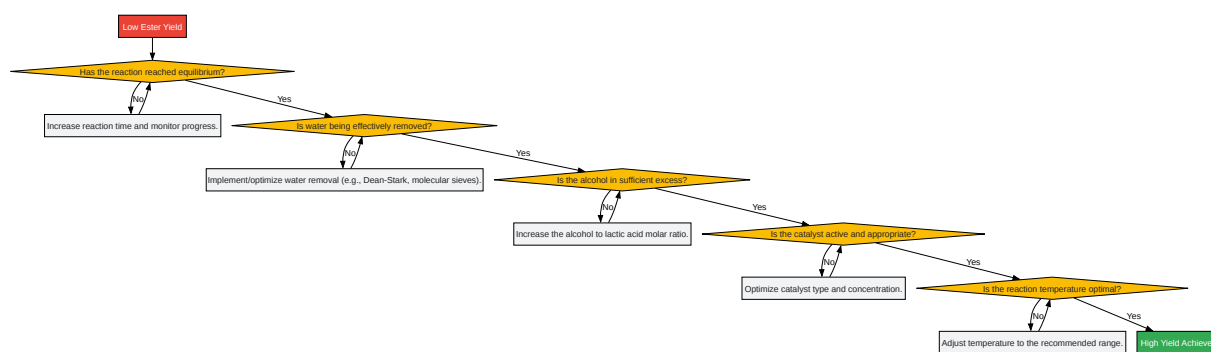 Low Ester Yield
Has the reaction reached equilibrium?
No
Yes
Increase reaction time and monitor progress.
Is water being effectively removed?
No
Yes
Implement/optimize water removal (e.g., Dean-Stark, molecular sieves).
Is the alcohol in sufficient excess?
No
Yes
Increase the alcohol to lactic acid molar ratio.
Is the catalyst active and appropriate?
No
Yes
Optimize catalyst type and concentration.
Is the reaction temperature optimal?
No
Yes
Adjust temperature to the recommended range.
High Yield Achieve